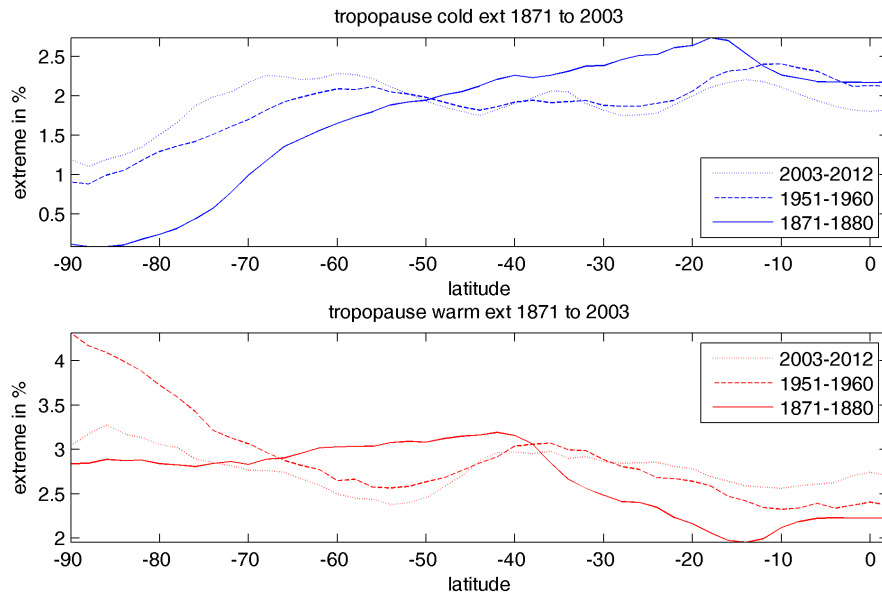 tropopause cold ext 1871 to 2003
extreme in %
2.5
2
1.5
1
0.5
2003-2012
1951-1960
1871-1880
-90 -80 -70 -60 -50 -40 -30 -20 -10 0
latitude
tropopause warm ext 1871 to 2003
extreme in %
4
3.5
3
2.5
2
2003-2012
1951-1960
1871-1880
-90 -80 -70 -60 -50 -40 -30 -20 -10 0
latitude